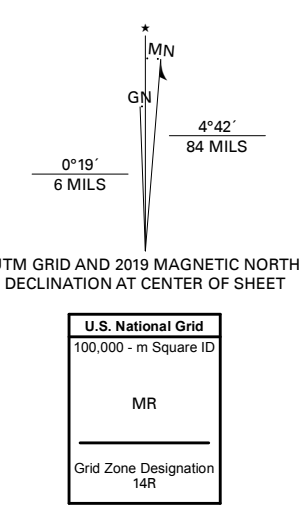 ★
MN
GN
4°42´
84 MILS
0°19´
6 MILS
UTM GRID AND 2019 MAGNETIC NORTH
DECLINATION AT CENTER OF SHEET
U.S. National Grid
100,000 - m Square ID
MR
Grid Zone Designation
14R